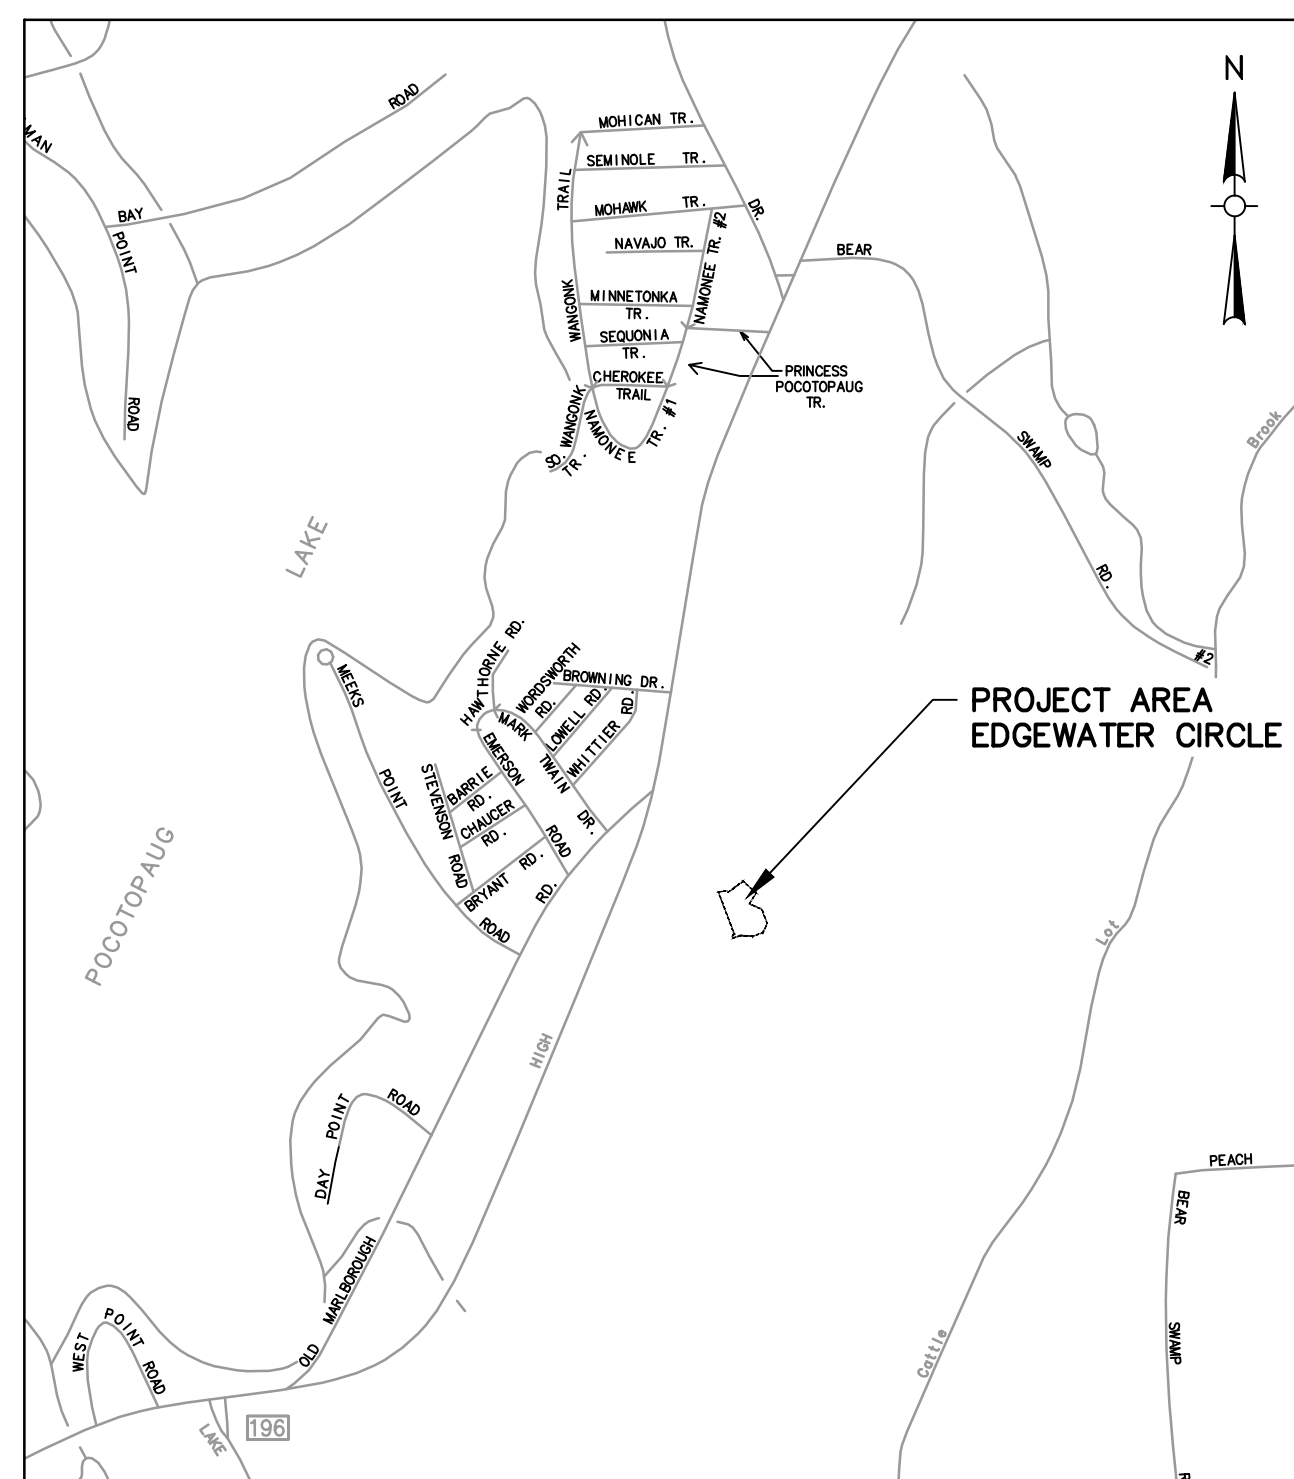 N
ROAD
MAN
BAY
POINT
ROAD
MOHICAN TR.
SEMINOLE TR.
TRAIL
MOHAWK TR.
DR.
NAVAJO TR.
NAMONEE TR. #2
BEAR
WANGONK
MINNETONKA
TR.
SEQUONIA
TR.
CHEROKEE
TRAIL
PRINCESS
POCOTOPAUG
TR.
SO. WANGONK
TR.
NAMONEE TR. #1
SWAMP
RD.
#2
Brook
LAKE
HAWTHORNE RD.
WORDSWORTH
RD.
BROWNING DR.
MEEKS
POINT
ROAD
MARK
TWAIN
DR.
LOWELL RD.
WHITTIER RD.
EMERSON
ROAD
STEVENSON
ROAD
BARRIE
RD.
CHAUCER
RD.
BRYANT RD.
RD.
PROJECT AREA
EDGEWATER CIRCLE
POCOTOPAUG
Lot
HIGH
DAY POINT ROAD
PEACH
BEAR
SWAMP
OLD MARLBOROUGH
WEST POINT ROAD
Cattle
196
LAKE